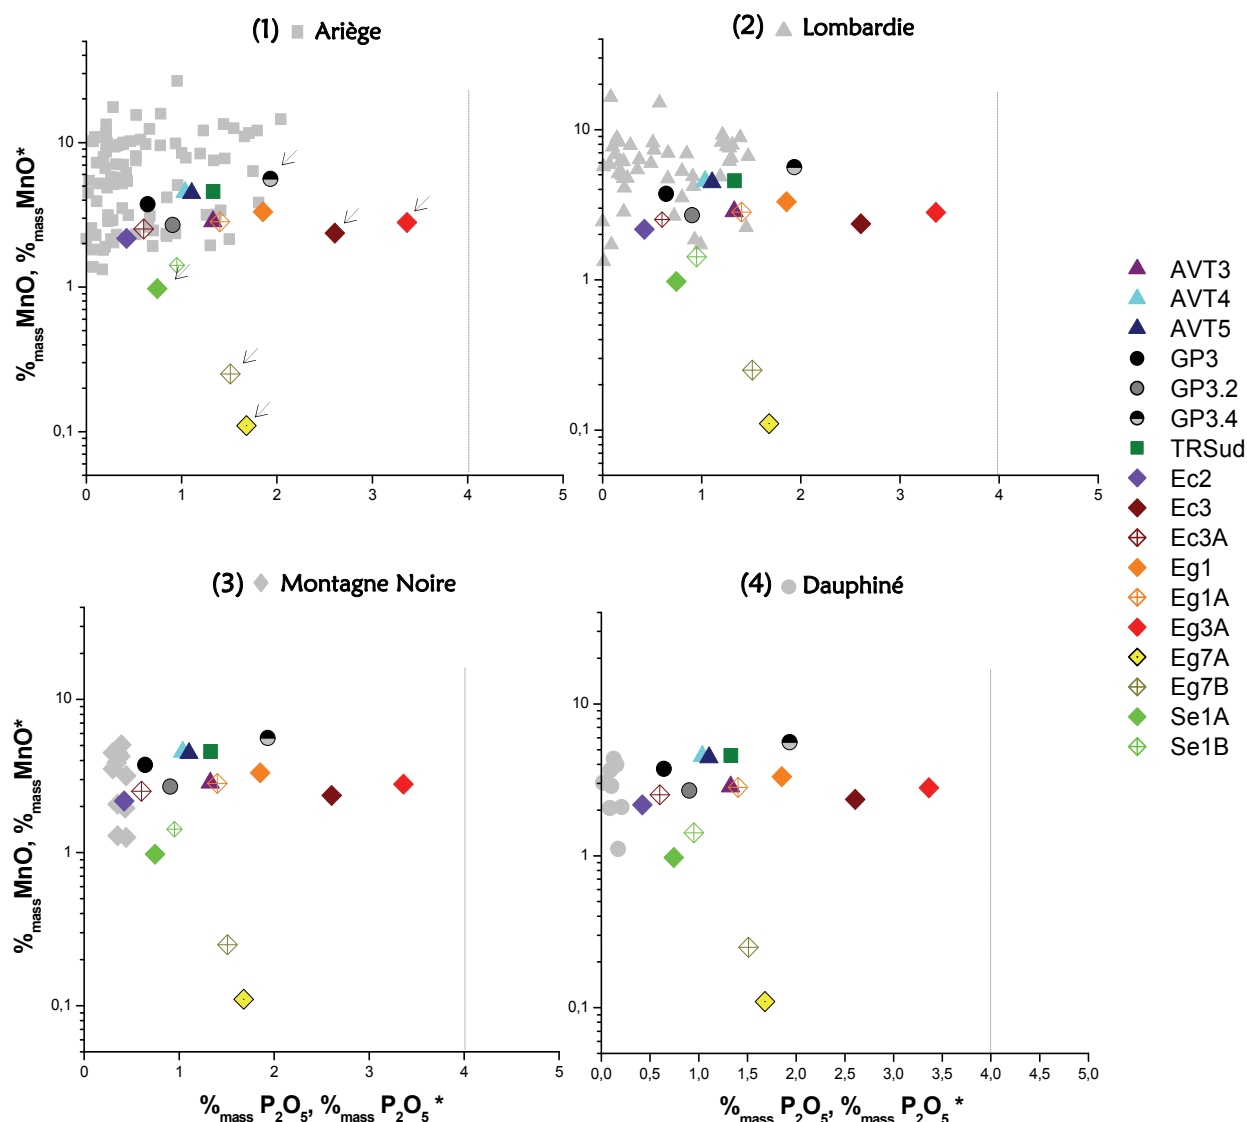 (1) Ariège
(2) Lombardie
%mass MnO, %mass MnO*
10
1
0,1
0 1 2 3 4 5
10
1
0,1
0 1 2 3 4 5
AVT3
AVT4
AVT5
GP3
GP3.2
GP3.4
TRSud
Ec2
Ec3
Ec3A
Eg1
Eg1A
Eg3A
Eg7A
Eg7B
Se1A
Se1B
(3) Montagne Noire
(4) Dauphiné
%mass MnO, %mass MnO*
10
1
0,1
0 1 2 3 4 5
%mass P2O5, %mass P2O5 *
10
1
0,1
0,0 0,5 1,0 1,5 2,0 2,5 3,0 3,5 4,0 4,5 5,0
%mass P2O5, %mass P2O5 *